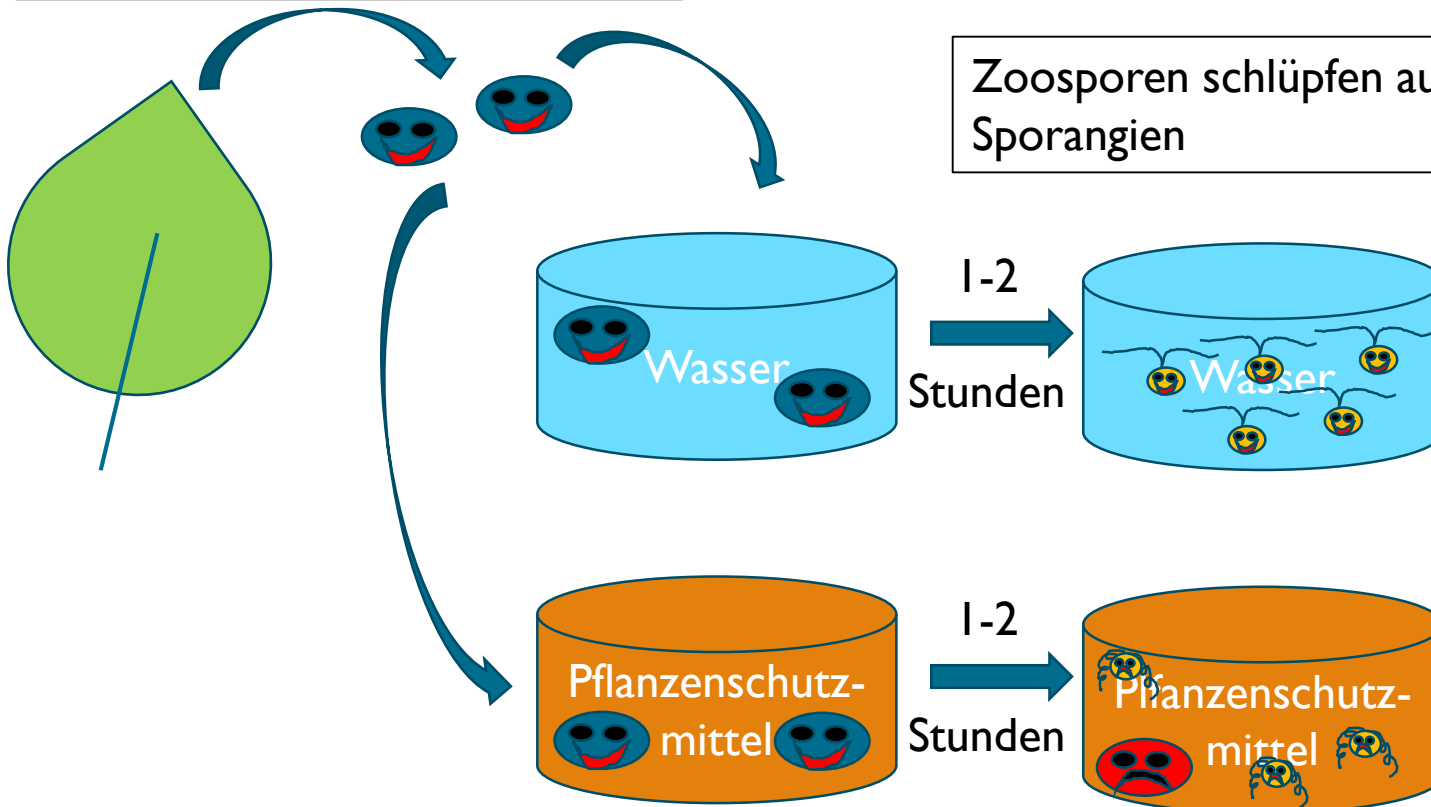 Zoosporen schlüpfen au
Sporangien
1-2
Stunden
Wasser
Wasser
1-2
Stunden
Pflanzenschutz-
mittel
Pflanzenschutz-
mittel